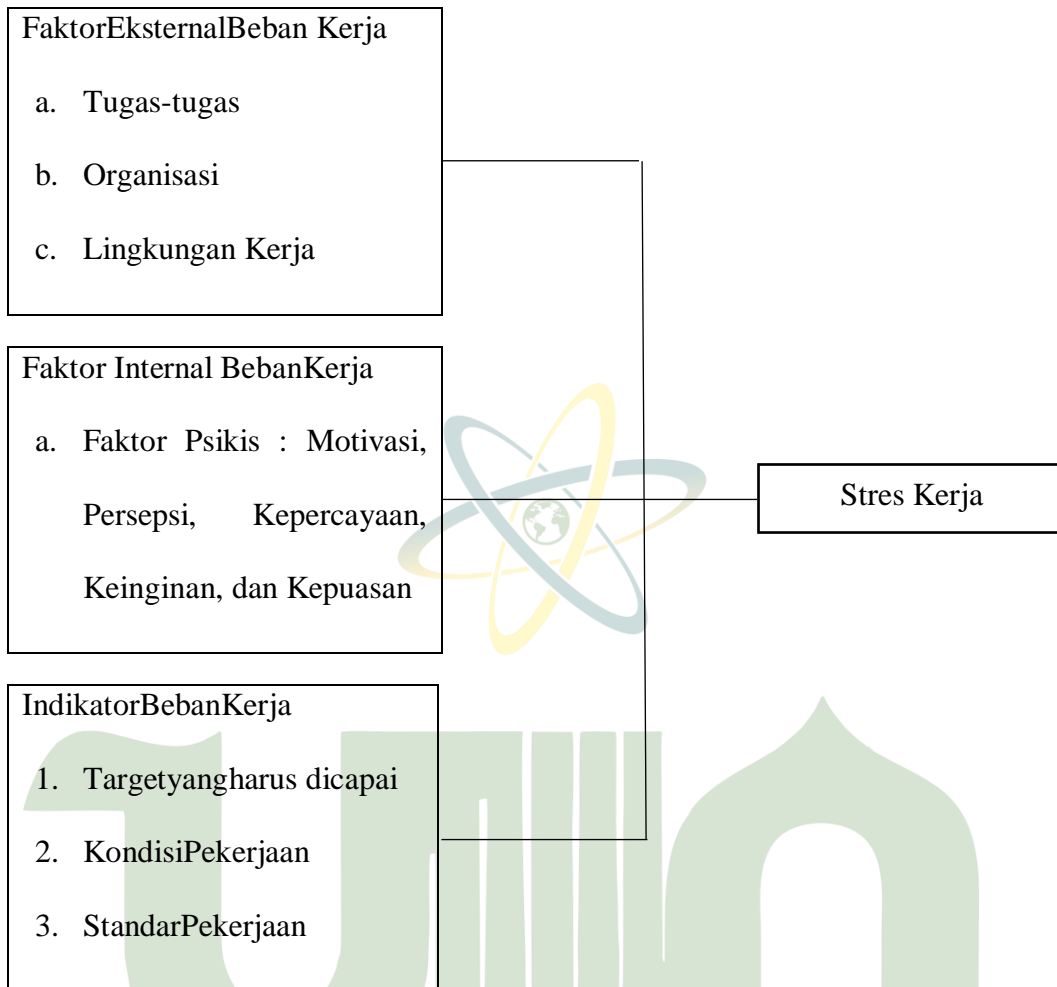 FaktorEksternalBeban Kerja
a. Tugas-tugas
b. Organisasi
c. Lingkungan Kerja
Faktor Internal BebanKerja
a. Faktor Psikis : Motivasi,
Persepsi, Kepercayaan,
Keinginan, dan Kepuasan
Stres Kerja
IndikatorBebanKerja
1. Targetyangharus dicapai
2. KondisiPekerjaan
3. StandarPekerjaan